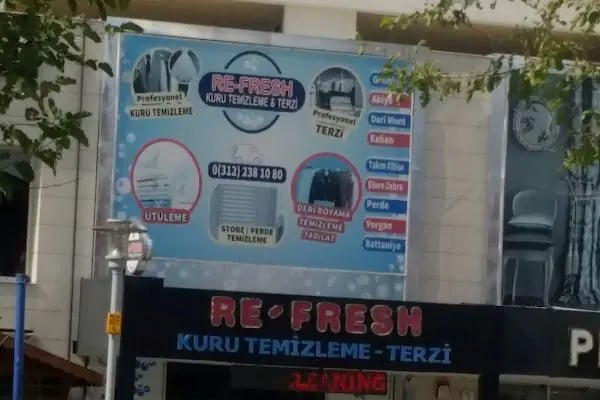 RE-FRESH
KURU TEMİZLEME & TERZİ
Profesyonel
KURU TEMİZLEME
Profesyonel
TERZİ
0(312) 238 10 80
ÜTÜLEME
STORE | PERDE
TEMİZLEME
DERİ BOYAMA
TEMİZLEME
TADİLAT
Abiye
Deri Mont
Kaban
Takım Elbise
Store Zebra
Perde
Yorgan
Battaniye
RE-FRESH
KURU TEMİZLEME - TERZİ
LEANING
P